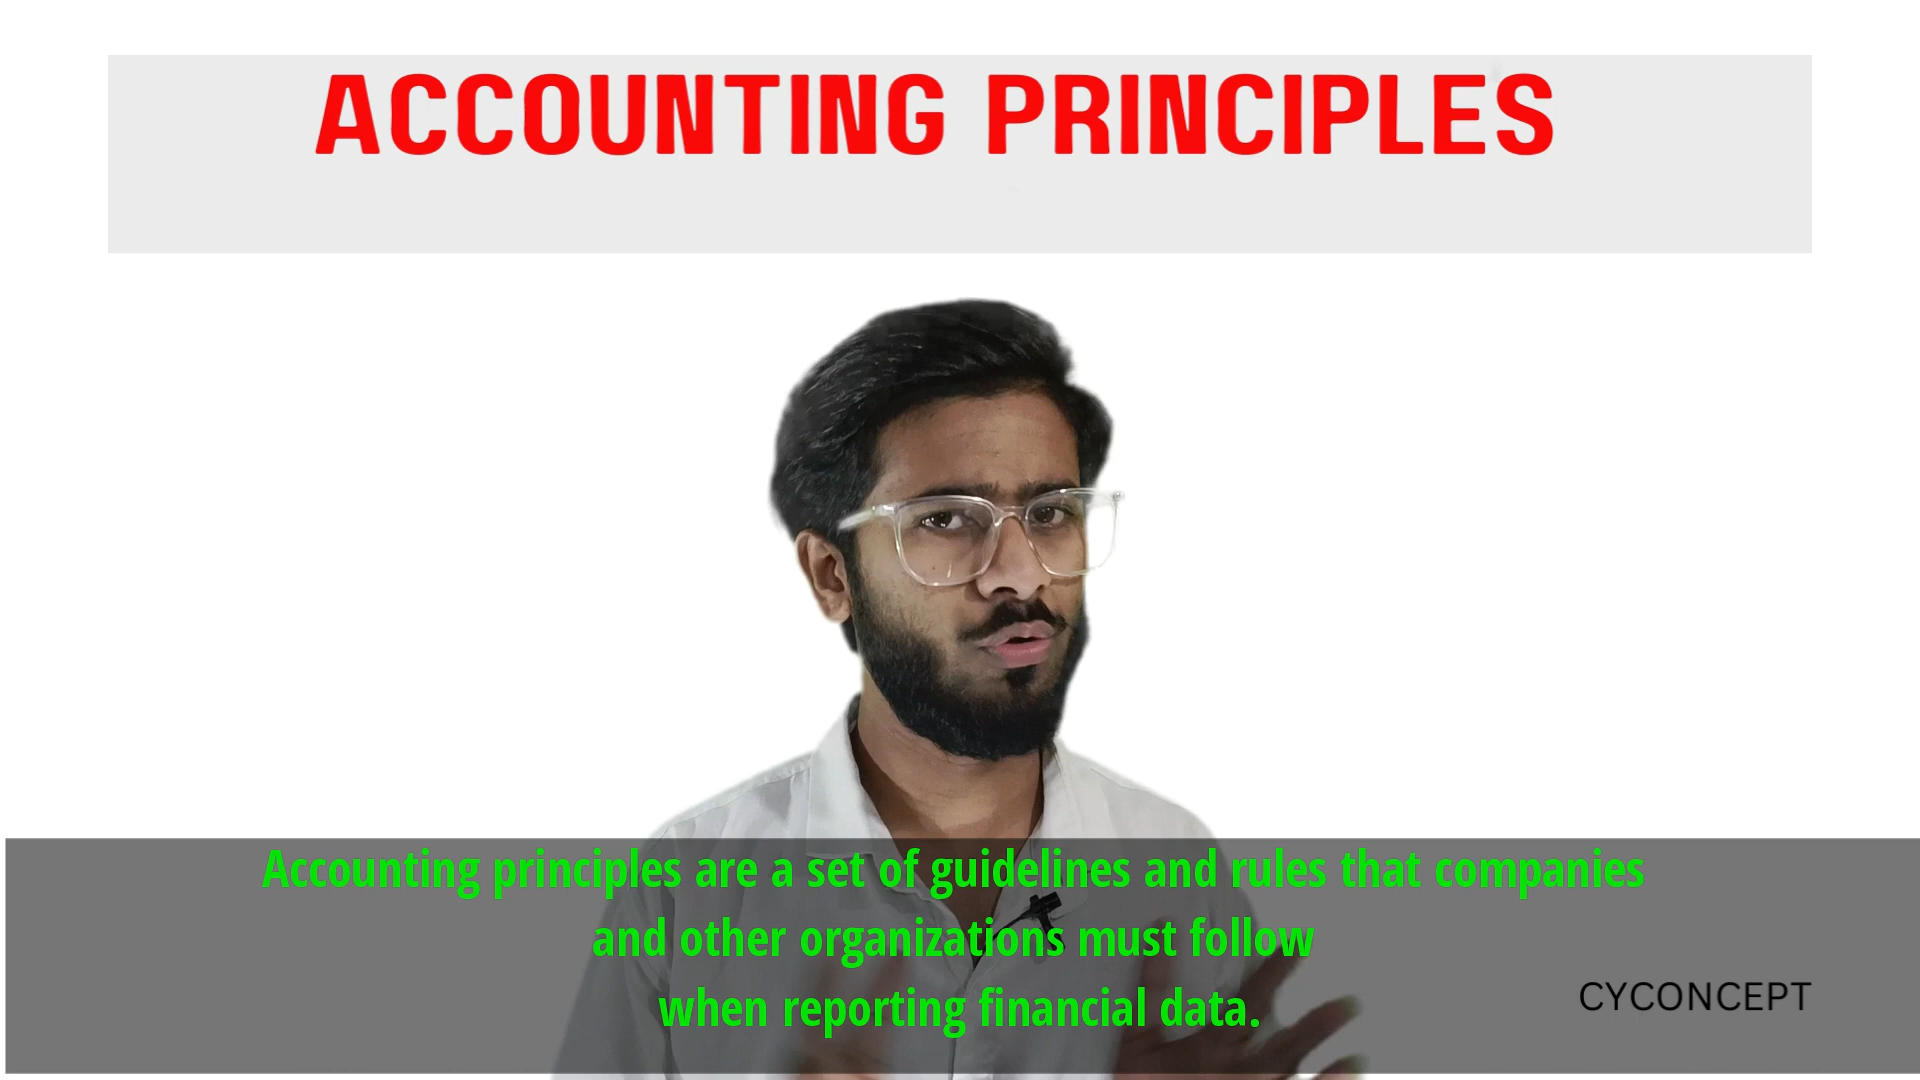 ACCOUNTING PRINCIPLES
Accounting principles are a set of guidelines and rules that companies
and other organizations must follow
when reporting financial data.
CYCONCEPT